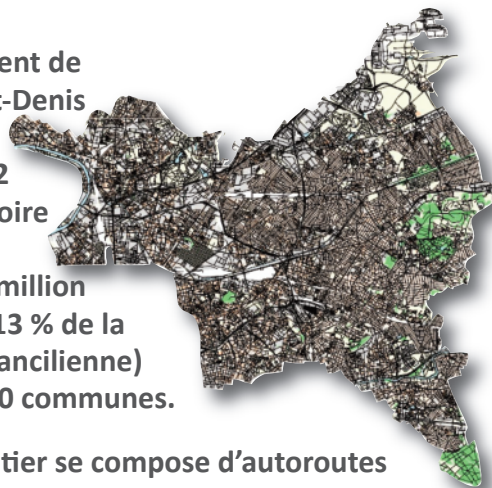 ent de
t-Denis
2
oire
million
13 % de la
ancilienne)
0 communes.
tier se compose d’autoroutes